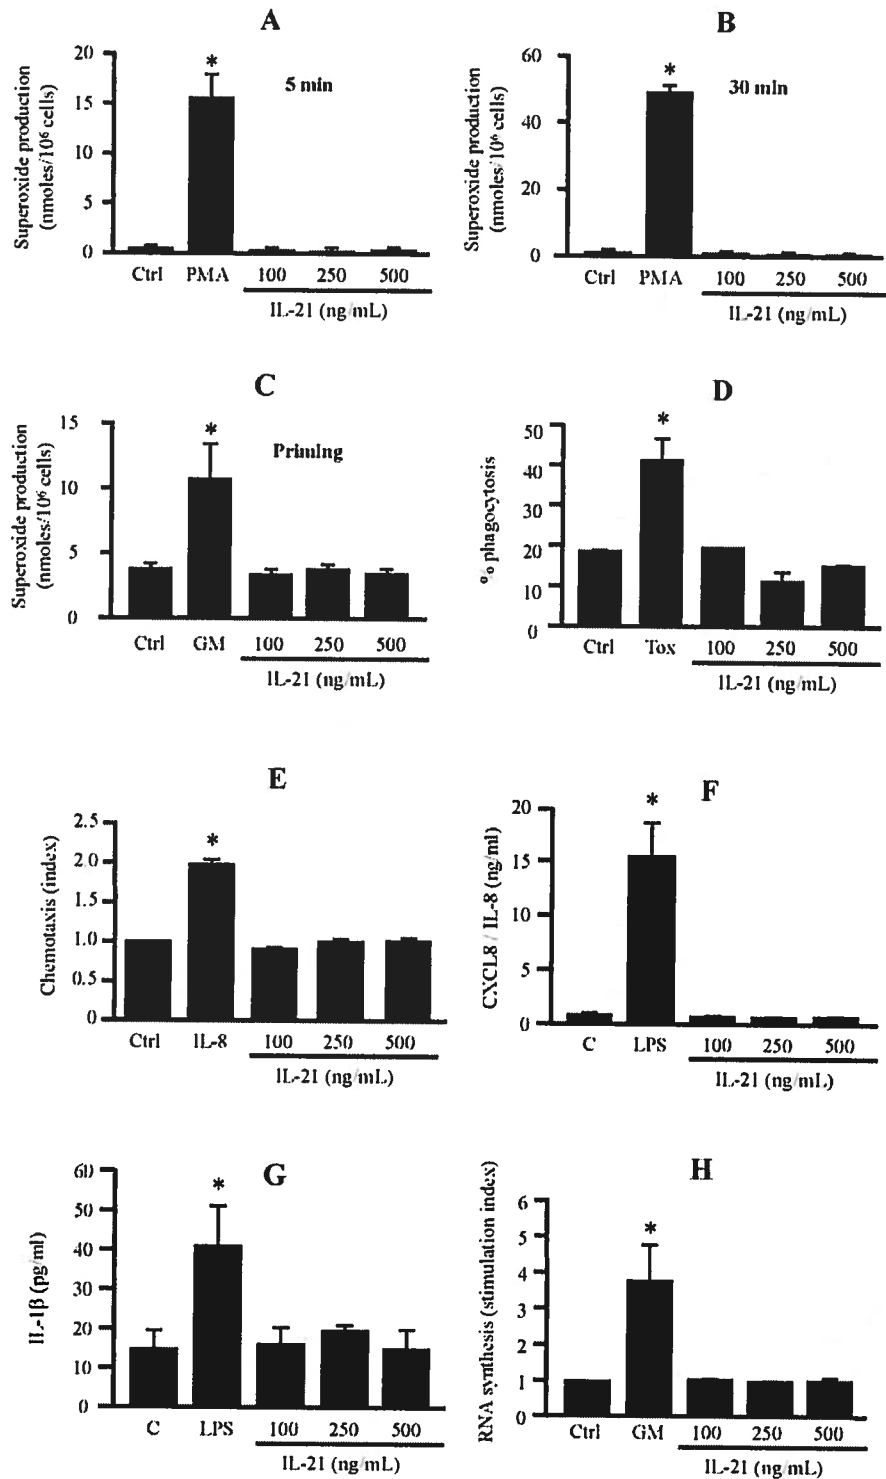 A
Superoxide production
(nmoles/10⁶ cells)
20
15
10
5
0
*
5 min
Ctrl PMA 100 250 500
IL-21 (ng/mL)
B
Superoxide production
(nmoles/10⁶ cells)
60
40
20
0
*
30 min
Ctrl PMA 100 250 500
IL-21 (ng/mL)
C
Superoxide production
(nmoles/10⁶ cells)
15
10
5
0
*
Priming
Ctrl GM 100 250 500
IL-21 (ng/mL)
D
% phagocytosis
50
40
30
20
10
0
*
Ctrl Tox 100 250 500
IL-21 (ng/mL)
E
Chemotaxis (index)
2.5
2.0
1.5
1.0
0.5
0
*
Ctrl IL-8 100 250 500
IL-21 (ng/mL)
F
CXCL8 / IL-8 (ng/ml)
20
15
10
5
0
*
C LPS 100 250 500
IL-21 (ng/mL)
G
IL-1β (pg/ml)
60
50
40
30
20
10
0
*
C LPS 100 250 500
IL-21 (ng/mL)
H
RNA synthesis (stimulation index)
6
5
4
3
2
1
0
*
Ctrl GM 100 250 500
IL-21 (ng/mL)